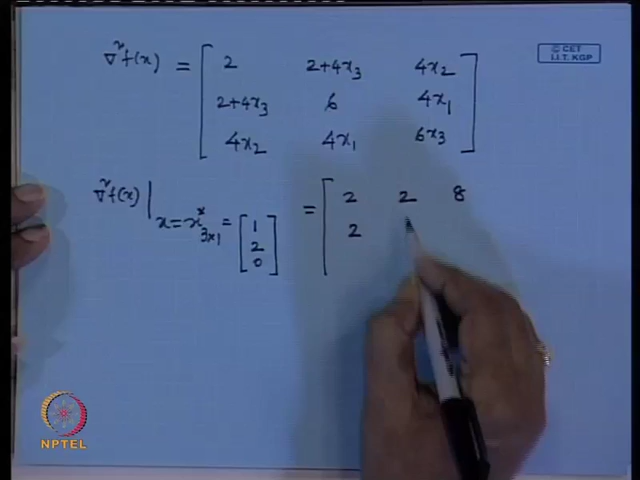 © CET
I.I.T. KGP
∇²f(x) = [ 2 2+4x₃ 4x₂
2+4x₃ 6 4x₁
4x₂ 4x₁ 6x₃ ]
∇²f(x) | x = x*₃ₓ₁ = [ 1 2 0 ] = [ 2 2 8
2
NPTEL